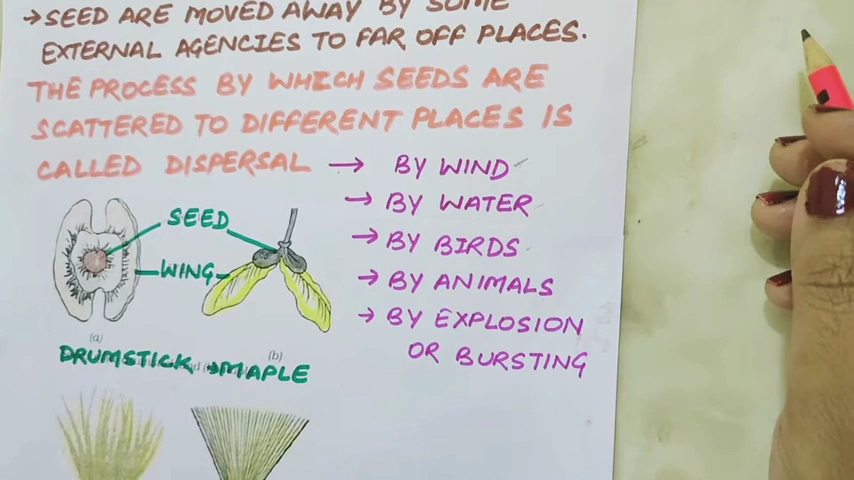 → SEED ARE MOVED AWAY BY SOME
EXTERNAL AGENCIES TO FAR OFF PLACES.
THE PROCESS BY WHICH SEEDS ARE
SCATTERED TO DIFFERENT PLACES IS
CALLED DISPERSAL → BY WIND
→ BY WATER
→ BY BIRDS
→ BY ANIMALS
→ BY EXPLOSION
OR BURSTING
SEED
WING
(a)
(b)
DRUMSTICK → MAPLE